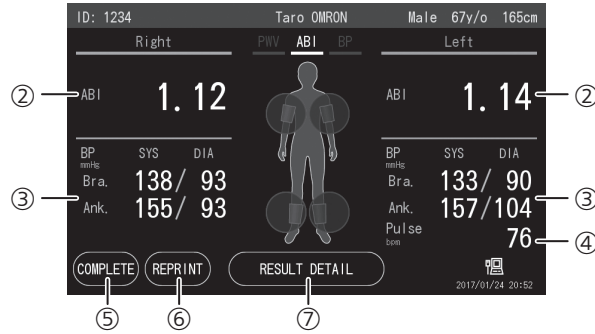 ID: 1234 Taro OMRON Male 67y/o 165cm
Right PWV ABI BP Left
② ABI 1.12 ABI 1.14 ②
BP mmHg SYS DIA BP mmHg SYS DIA
③ Bra. 138/ 93 Bra. 133/ 90 ③
Ank. 155/ 93 Ank. 157/104
Pulse bpm 76 ④
COMPLETE REPRINT RESULT DETAIL
2017/01/24 20:52
⑤ ⑥ ⑦